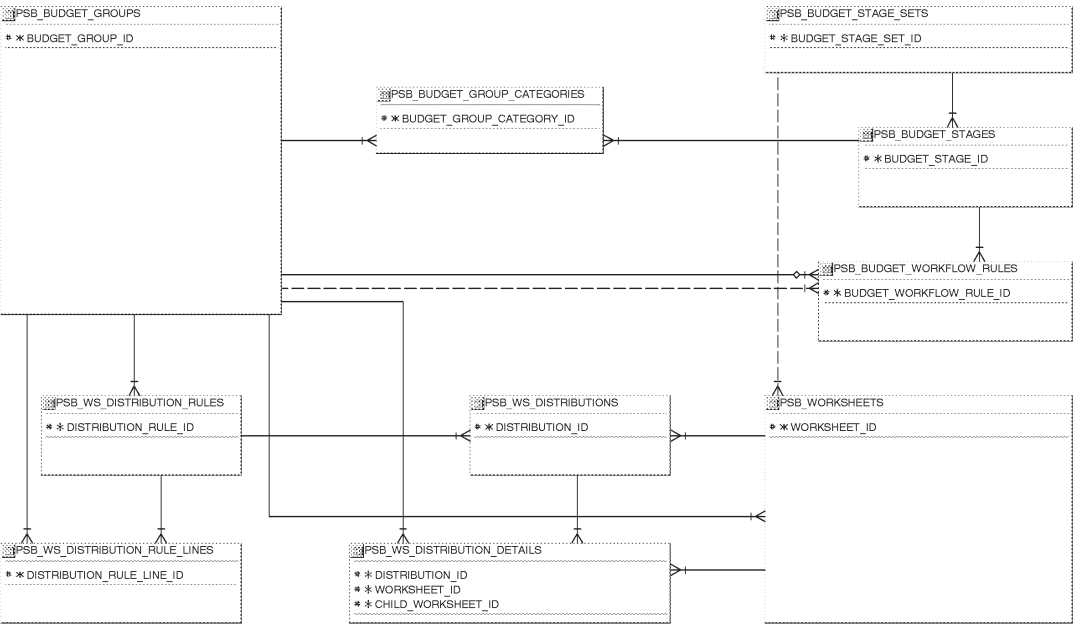 PSB_BUDGET_GROUPS
# * BUDGET_GROUP_ID
PSB_BUDGET_STAGE_SETS
# * BUDGET_STAGE_SET_ID
PSB_BUDGET_GROUP_CATEGORIES
# * BUDGET_GROUP_CATEGORY_ID
PSB_BUDGET_STAGES
# * BUDGET_STAGE_ID
PSB_BUDGET_WORKFLOW_RULES
# * BUDGET_WORKFLOW_RULE_ID
PSB_WS_DISTRIBUTION_RULES
# * DISTRIBUTION_RULE_ID
PSB_WS_DISTRIBUTIONS
# * DISTRIBUTION_ID
PSB_WORKSHEETS
# * WORKSHEET_ID
PSB_WS_DISTRIBUTION_RULE_LINES
# * DISTRIBUTION_RULE_LINE_ID
PSB_WS_DISTRIBUTION_DETAILS
# * DISTRIBUTION_ID
# * WORKSHEET_ID
# * CHILD_WORKSHEET_ID